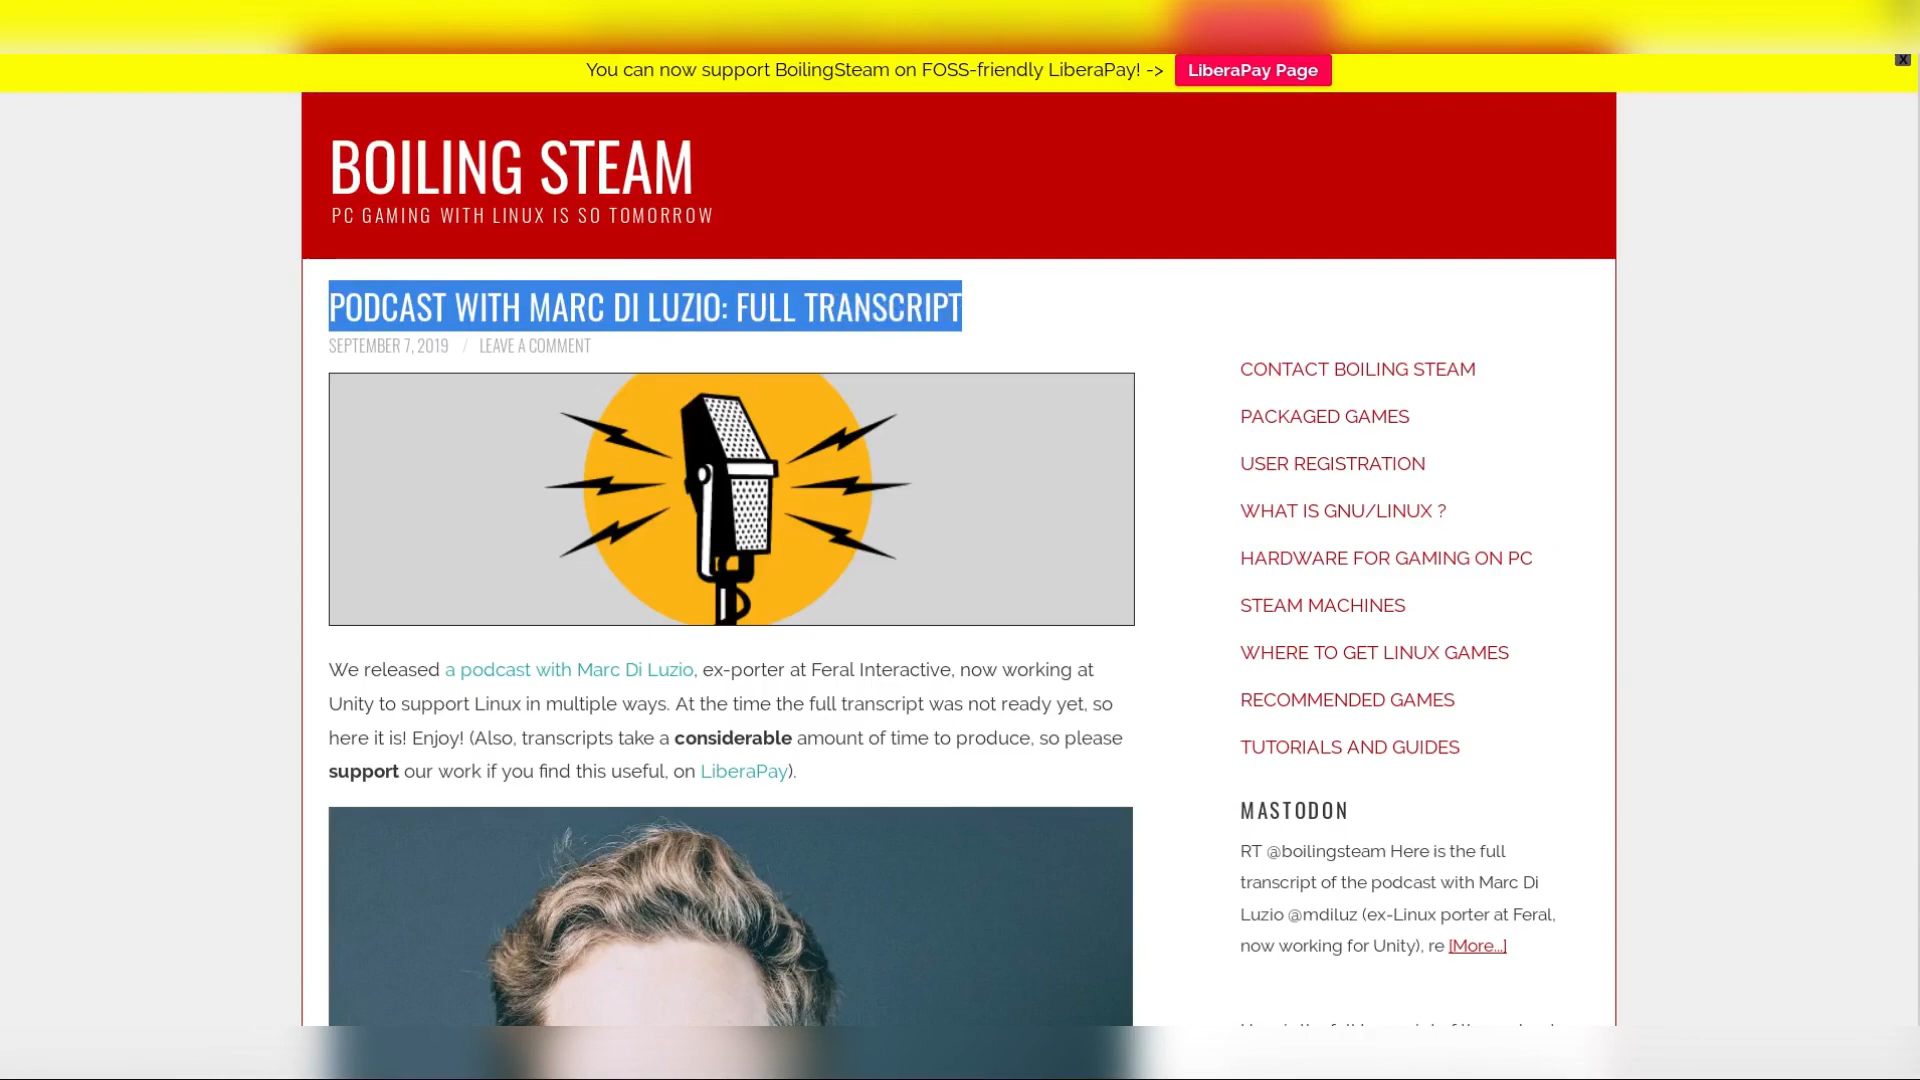 You can now support BoilingSteam on FOSS-friendly LiberaPay! -> LiberaPay Page
X
BOILING STEAM
PC GAMING WITH LINUX IS SO TOMORROW
PODCAST WITH MARC DI LUZIO: FULL TRANSCRIPT
SEPTEMBER 7, 2019 / LEAVE A COMMENT
We released a podcast with Marc Di Luzio, ex-porter at Feral Interactive, now working at
Unity to support Linux in multiple ways. At the time the full transcript was not ready yet, so
here it is! Enjoy! (Also, transcripts take a considerable amount of time to produce, so please
support our work if you find this useful, on LiberaPay).
CONTACT BOILING STEAM
PACKAGED GAMES
USER REGISTRATION
WHAT IS GNU/LINUX ?
HARDWARE FOR GAMING ON PC
STEAM MACHINES
WHERE TO GET LINUX GAMES
RECOMMENDED GAMES
TUTORIALS AND GUIDES
MASTODON
RT @boilingsteam Here is the full
transcript of the podcast with Marc Di
Luzio @mdiluz (ex-Linux porter at Feral,
now working for Unity), re [More...]